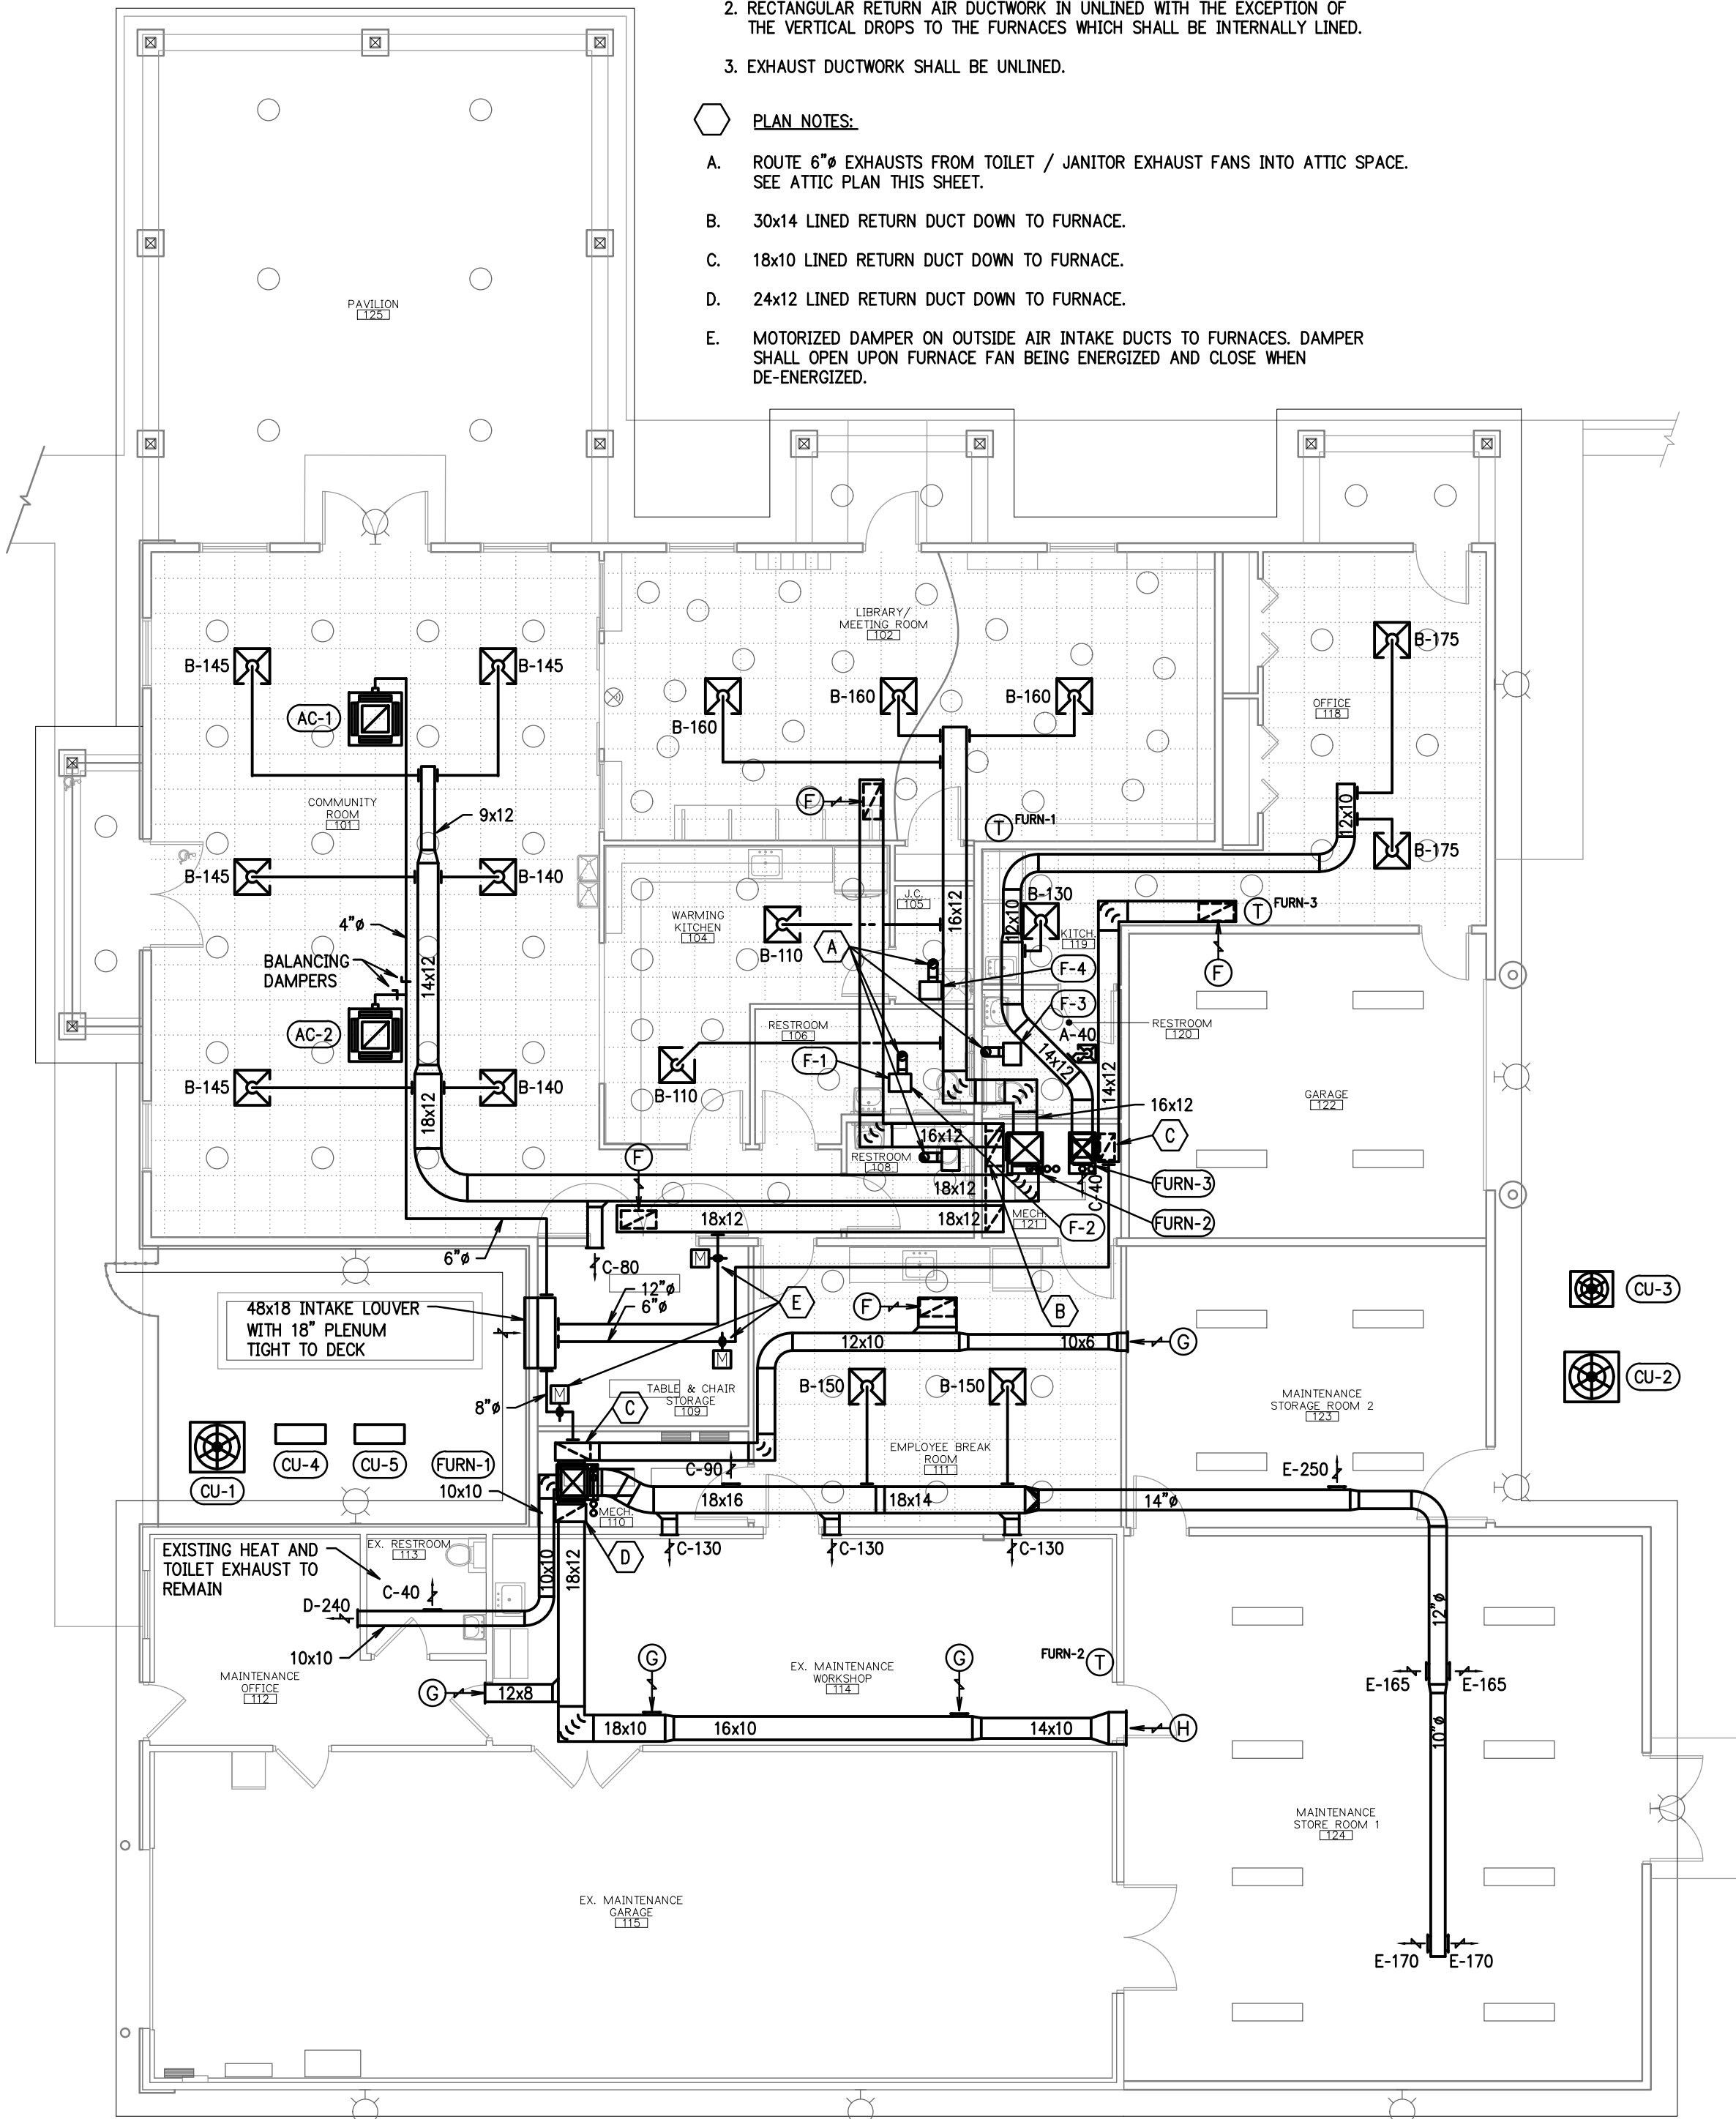 2. RECTANGULAR RETURN AIR DUCTWORK IN UNLINED WITH THE EXCEPTION OF
THE VERTICAL DROPS TO THE FURNACES WHICH SHALL BE INTERNALLY LINED.
3. EXHAUST DUCTWORK SHALL BE UNLINED.
PLAN NOTES:
A. ROUTE 6"ø EXHAUSTS FROM TOILET / JANITOR EXHAUST FANS INTO ATTIC SPACE.
SEE ATTIC PLAN THIS SHEET.
B. 30x14 LINED RETURN DUCT DOWN TO FURNACE.
C. 18x10 LINED RETURN DUCT DOWN TO FURNACE.
D. 24x12 LINED RETURN DUCT DOWN TO FURNACE.
E. MOTORIZED DAMPER ON OUTSIDE AIR INTAKE DUCTS TO FURNACES. DAMPER
SHALL OPEN UPON FURNACE FAN BEING ENERGIZED AND CLOSE WHEN
DE-ENERGIZED.
PAVILION
125
LIBRARY/
MEETING ROOM
102
B-145
B-145
AC-1
B-160
B-160
B-160
OFFICE
118
B-175
COMMUNITY
ROOM
101
9x12
F
T FURN-1
12x10
B-175
B-145
B-140
J.C.
105
16x12
12x10
B-130
T FURN-3
WARMING
KITCHEN
104
KITCH.
119
4"ø
B-110
A
F-4
F
BALANCING
DAMPERS
14x12
F-3
AC-2
RESTROOM
106
A-40
RESTROOM
120
F-1
14x12
14x12
B-145
B-140
B-110
GARAGE
122
18x12
16x12
16x12
C
F
RESTROOM
108
18x12
C-40
FURN-3
18x12
18x12
MECH.
121
F-2
FURN-2
6"ø
M
C-80
12"ø
6"ø
E
F
B
CU-3
48x18 INTAKE LOUVER
WITH 18" PLENUM
TIGHT TO DECK
M
12x10
10x6
G
CU-2
8"ø
M
TABLE & CHAIR
STORAGE
109
C
B-150
B-150
MAINTENANCE
STORAGE ROOM 2
123
CU-1
CU-4
CU-5
FURN-1
C-90
EMPLOYEE BREAK
ROOM
111
E-250
10x10
18x16
18x14
14"ø
MECH.
110
EXISTING HEAT AND
TOILET EXHAUST TO
REMAIN
EX. RESTROOM
113
D
C-130
C-130
C-130
C-40
10x10
18x12
D-240
10x10
12"ø
MAINTENANCE
OFFICE
112
G
12x8
G
G
EX. MAINTENANCE
WORKSHOP
114
FURN-2 T
E-165
E-165
18x10
16x10
14x10
H
10"ø
MAINTENANCE
STORE ROOM 1
124
EX. MAINTENANCE
GARAGE
115
E-170
E-170